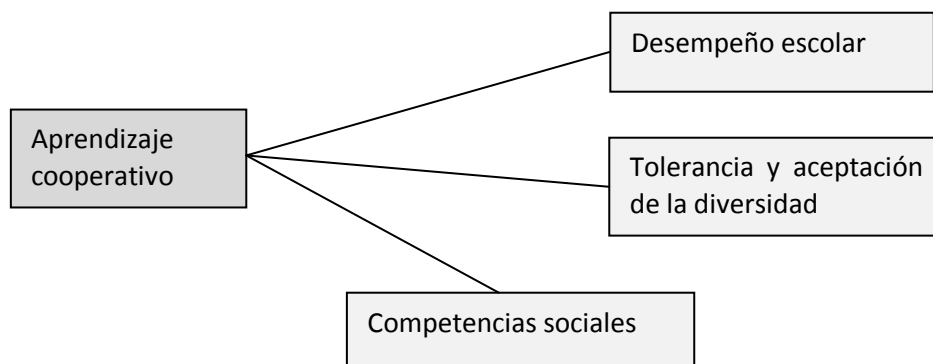 Desempeño escolar
Aprendizaje
cooperativo
Tolerancia y aceptación
de la diversidad
Competencias sociales